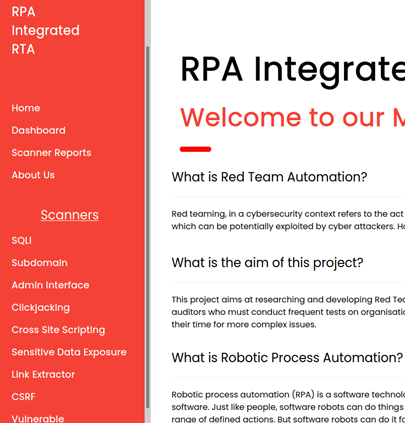 RPA
Integrated
RTA
Home
Dashboard
Scanner Reports
About Us
Scanners
SQLI
Subdomain
Admin Interface
Clickjacking
Cross Site Scripting
Sensitive Data Exposure
Link Extractor
CSRF
Vulnerable
RPA Integrate
Welcome to our M
What is Red Team Automation?
Red teaming, in a cybersecurity context refers to the act
which can be potentially exploited by cyber attackers. Ho
What is the aim of this project?
This project aims at researching and developing Red Tea
auditors who must conduct frequent tests on organisatio
their time for more complex issues.
What is Robotic Process Automation?
Robotic process automation (RPA) is a software technolo
software. Just like people, software robots can do things
range of defined actions. But software robots can do it fa